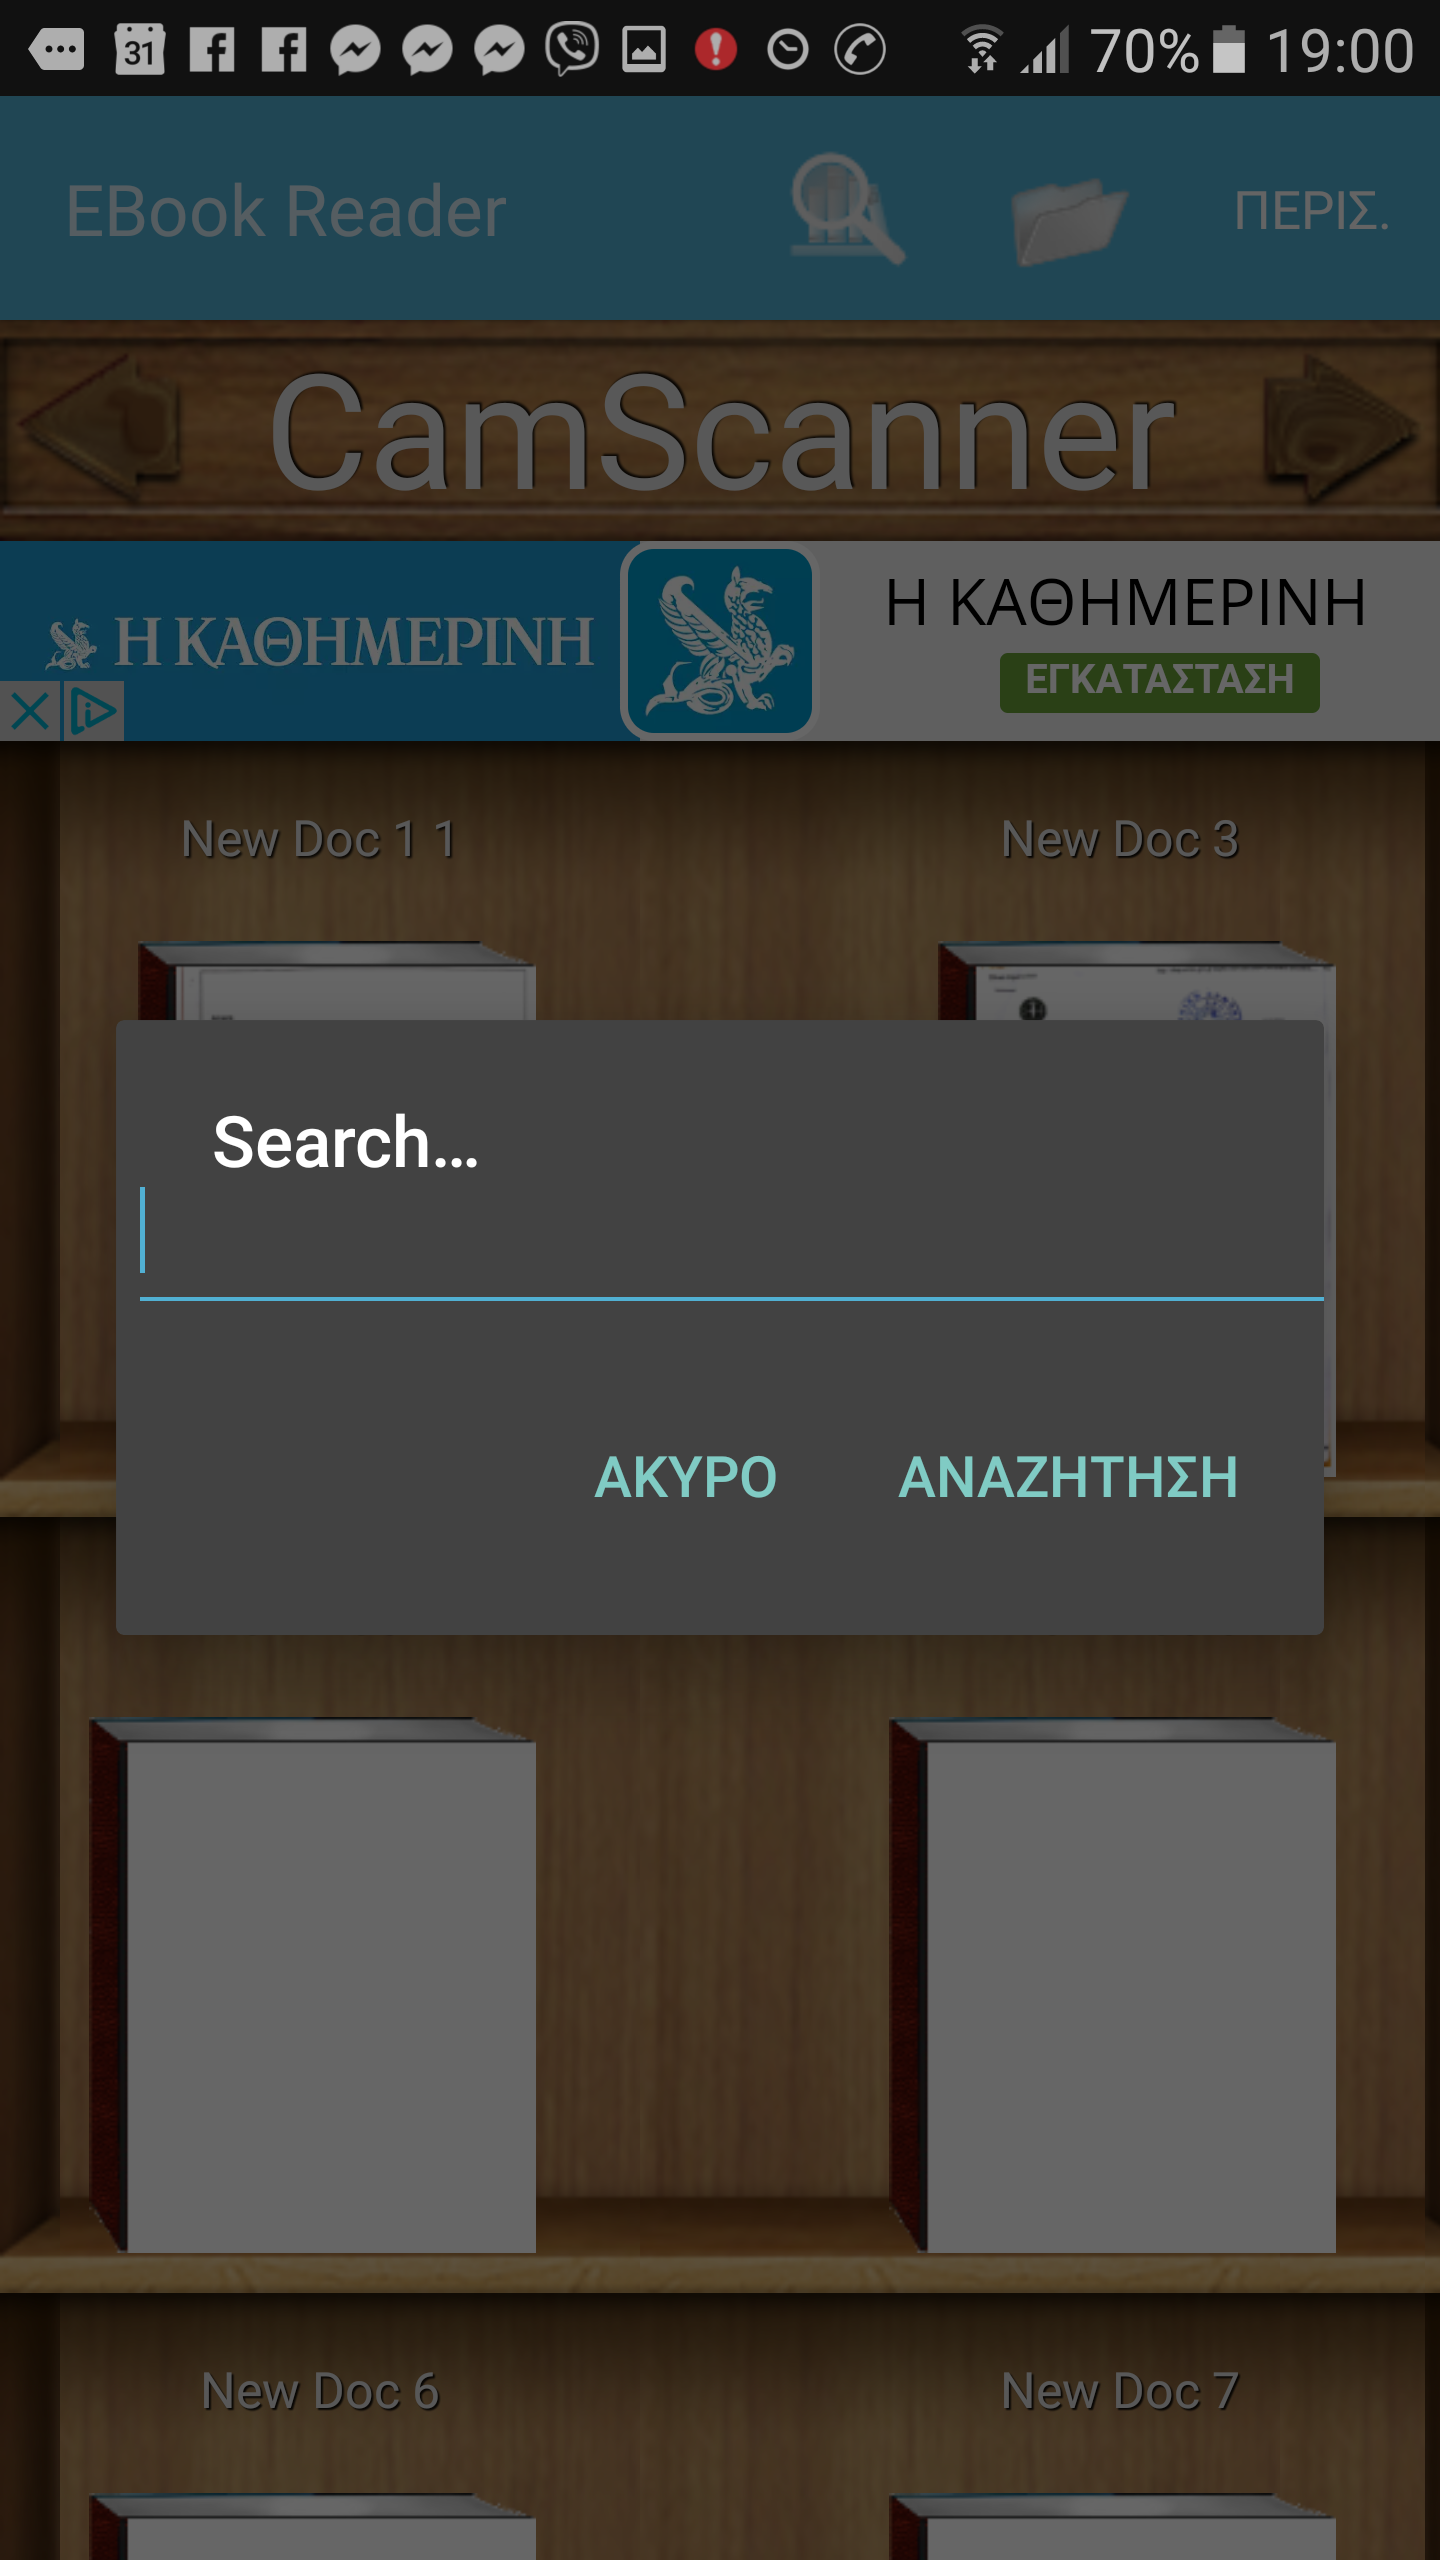 31
70%
19:00
EBook Reader
ΠΕΡΙΣ.
CamScanner
Η ΚΑΘΗΜΕΡΙΝΗ
Η ΚΑΘΗΜΕΡΙΝΗ
ΕΓΚΑΤΑΣΤΑΣΗ
New Doc 1 1
New Doc 3
Search...
ΑΚΥΡΟ
ΑΝΑΖΗΤΗΣΗ
New Doc 6
New Doc 7